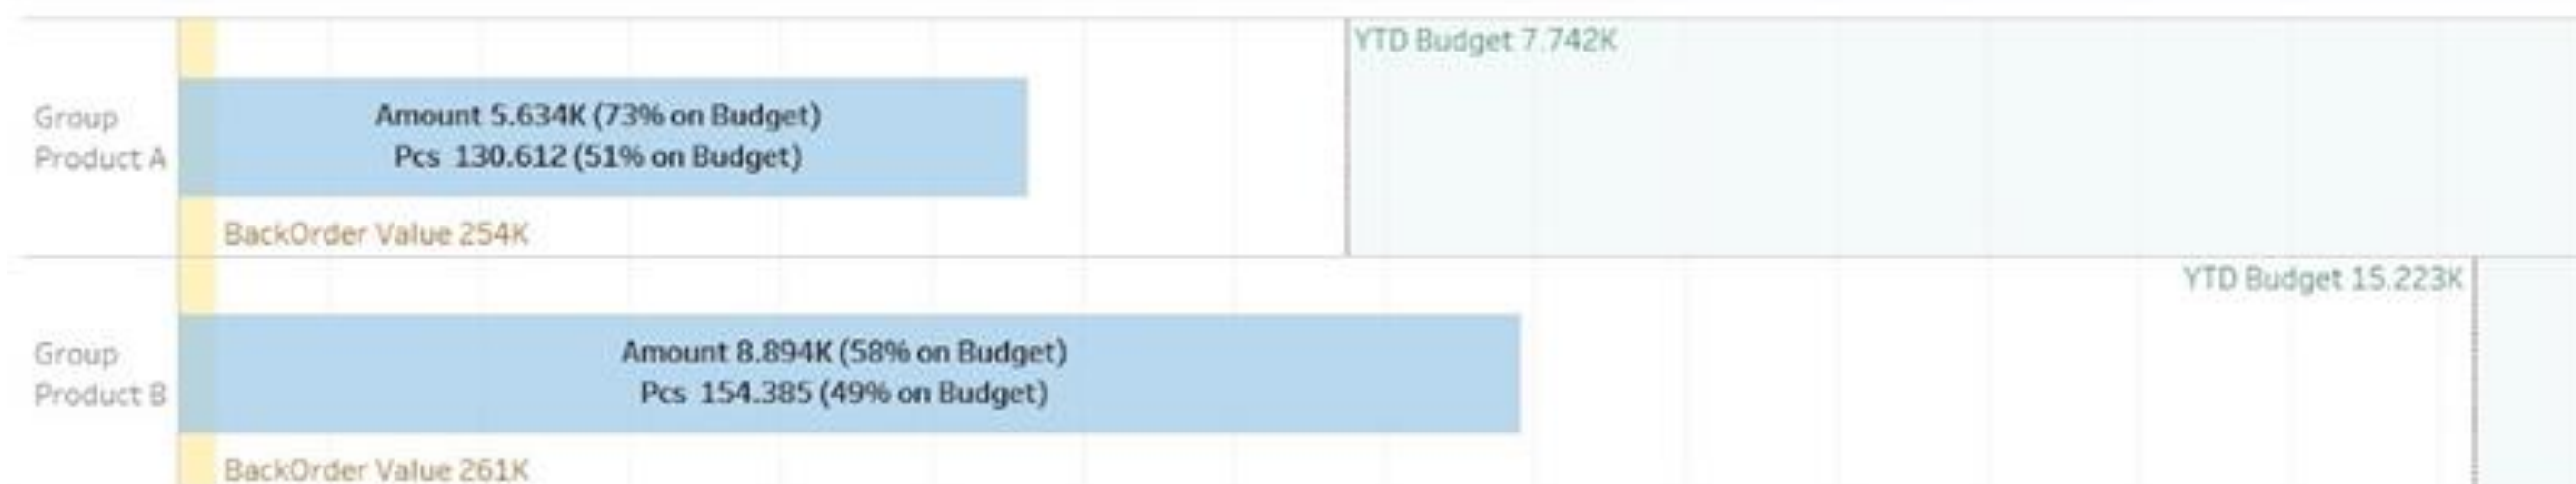 YTD Budget 7.742K
Group
Product A
Amount 5.634K (73% on Budget)
Pcs 130.612 (51% on Budget)
BackOrder Value 254K
YTD Budget 15.223K
Group
Product B
Amount 8.894K (58% on Budget)
Pcs 154.385 (49% on Budget)
BackOrder Value 261K